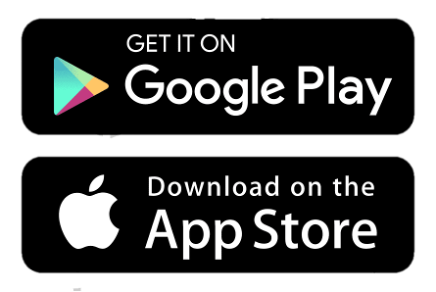 GET IT ON
Google Play
Download on the
App Store